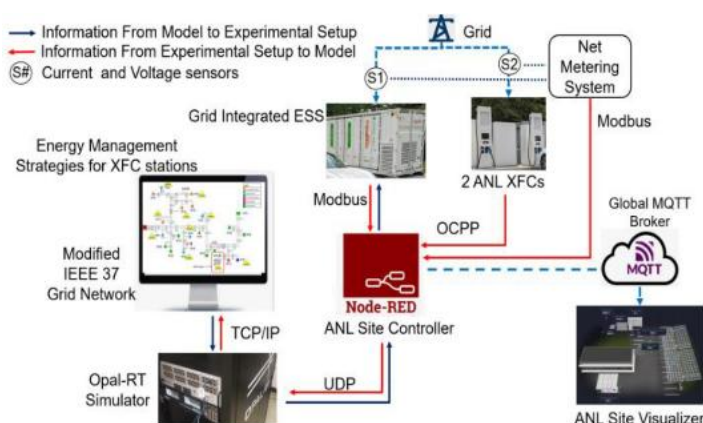 Information From Model to Experimental Setup
Information From Experimental Setup to Model
S# Current and Voltage sensors
Grid
S1
S2
Net
Metering
System
Grid Integrated ESS
Modbus
2 ANL XFCs
Energy Management
Strategies for XFC stations
Modbus
OCPP
Global MQTT
Broker
MQTT
Modified
IEEE 37
Grid Network
Node-RED
ANL Site Controller
TCP/IP
Opal-RT
Simulator
UDP
ANL Site Visualizer